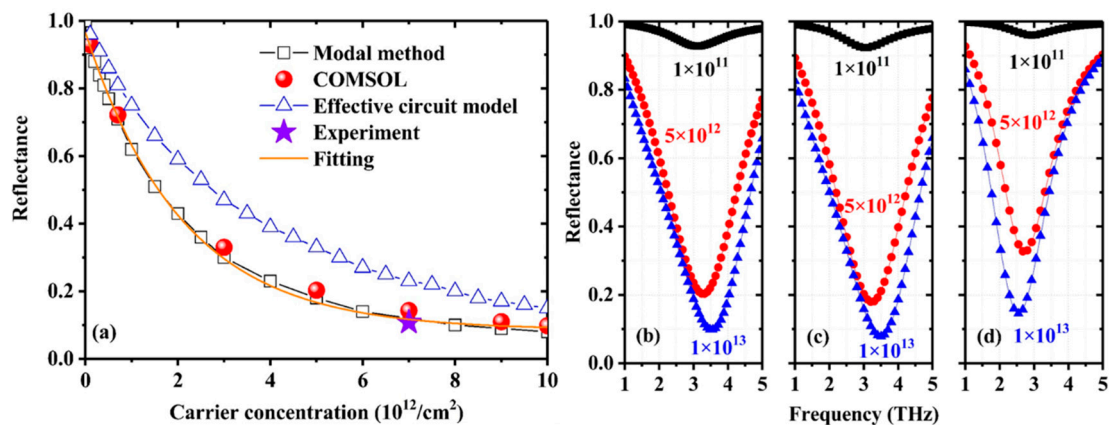 1.0
0.8
0.6
0.4
0.2
0.0
Reflectance
Modal method
COMSOL
Effective circuit model
Experiment
Fitting
(a)
0 2 4 6 8 10
Carrier concentration (10¹²/cm²)
1.0
0.8
0.6
0.4
0.2
0.0
Reflectance
1×10¹¹
5×10¹²
1×10¹³
(b)
1 2 3 4 5
1×10¹¹
5×10¹²
1×10¹³
(c)
1 2 3 4 5
1×10¹¹
5×10¹²
1×10¹³
(d)
1 2 3 4 5
Frequency (THz)